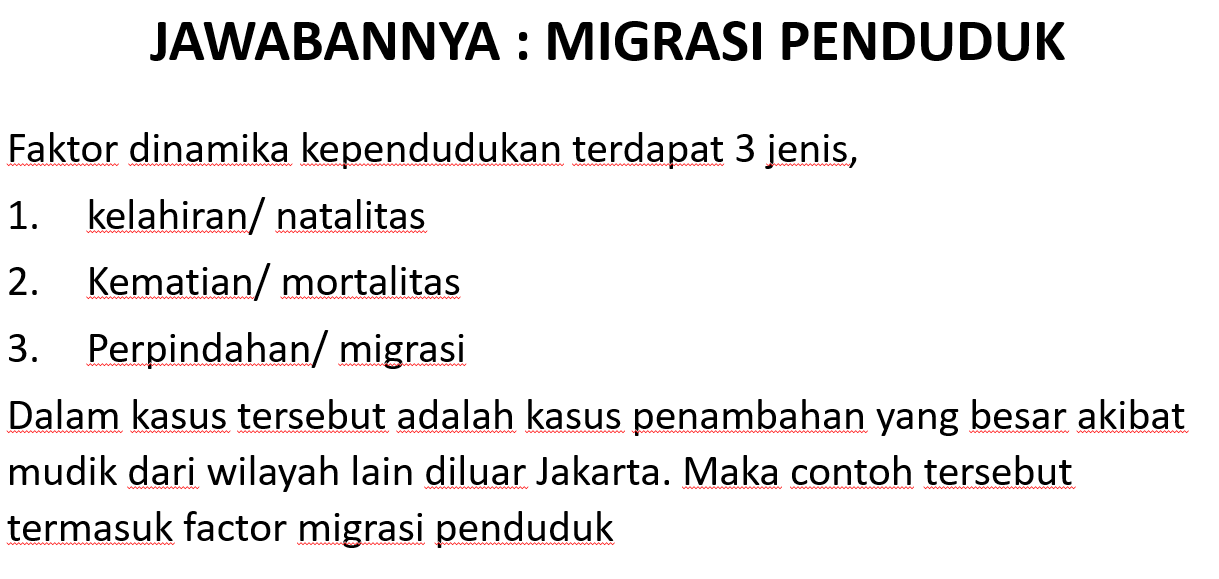 JAWABANNYA : MIGRASI PENDUDUK
Faktor dinamika kependudukan terdapat 3 jenis,
1. kelahiran/ natalitas
2. Kematian/ mortalitas
3. Perpindahan/ migrasi
Dalam kasus tersebut adalah kasus penambahan yang besar akibat
mudik dari wilayah lain diluar Jakarta. Maka contoh tersebut
termasuk factor migrasi penduduk